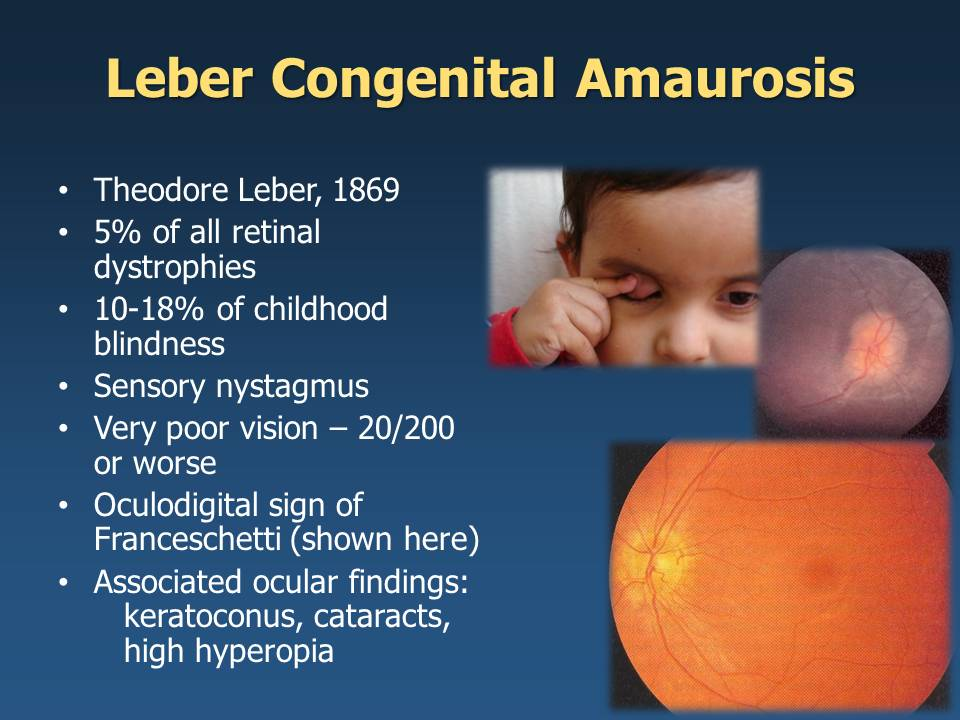 Leber Congenital Amaurosis
• Theodore Leber, 1869
• 5% of all retinal
dystrophies
• 10-18% of childhood
blindness
• Sensory nystagmus
• Very poor vision – 20/200
or worse
• Oculodigital sign of
Franceschetti (shown here)
• Associated ocular findings:
keratoconus, cataracts,
high hyperopia